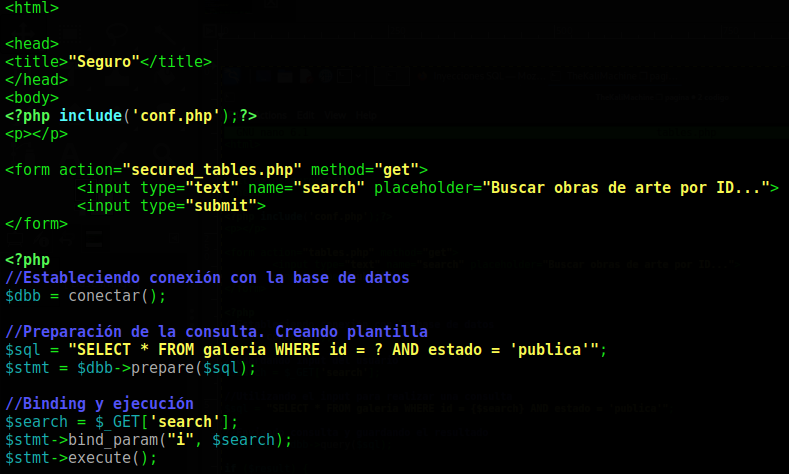 <html>
<head>
<title>"Seguro"</title>
</head>
<body>
<?php include('conf.php');?>
<p></p>
<form action="secured_tables.php" method="get">
<input type="text" name="search" placeholder="Buscar obras de arte por ID...">
<input type="submit">
</form>
<?php
//Estableciendo conexión con la base de datos
$dbb = conectar();
//Preparación de la consulta. Creando plantilla
$sql = "SELECT * FROM galeria WHERE id = ? AND estado = 'publica'";
$stmt = $dbb->prepare($sql);
//Binding y ejecución
$search = $_GET['search'];
$stmt->bind_param("i", $search);
$stmt->execute();